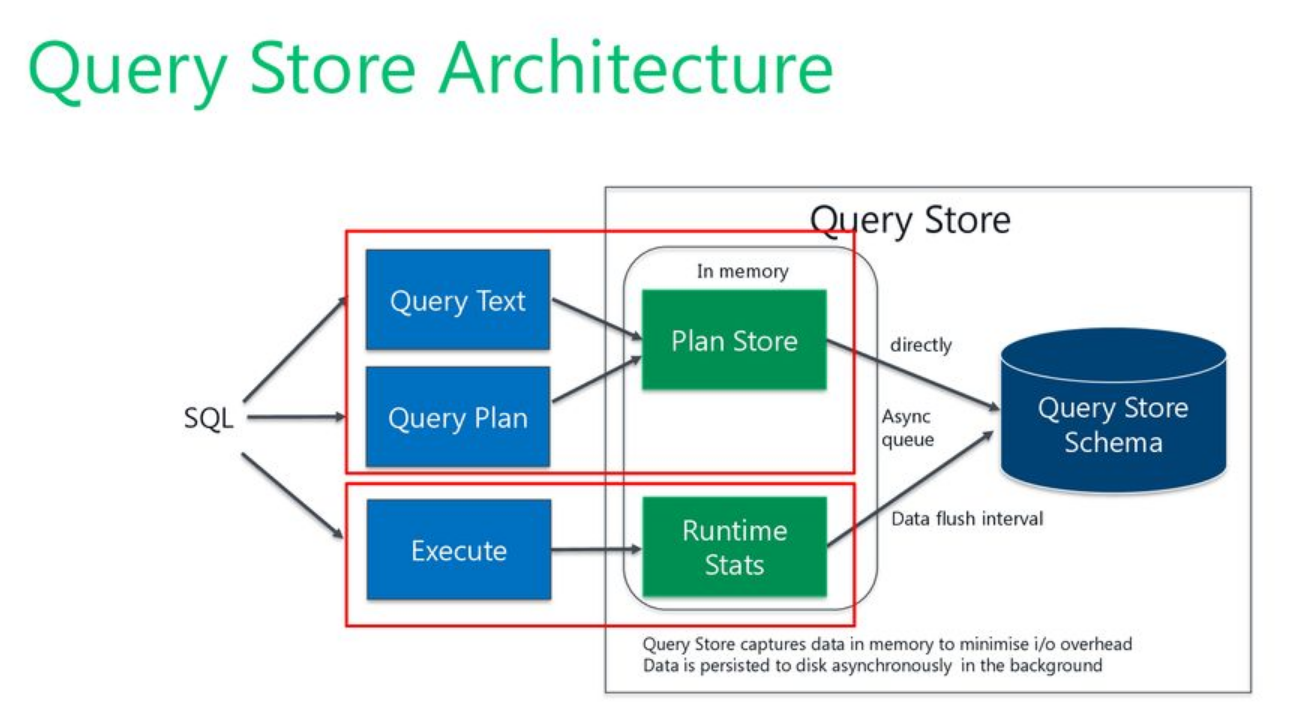 Query Store Architecture
Query Store
In memory
Query Text
Plan Store
directly
SQL
Query Plan
Async
queue
Query Store
Schema
Data flush interval
Execute
Runtime
Stats
Query Store captures data in memory to minimise i/o overhead
Data is persisted to disk asynchronously in the background